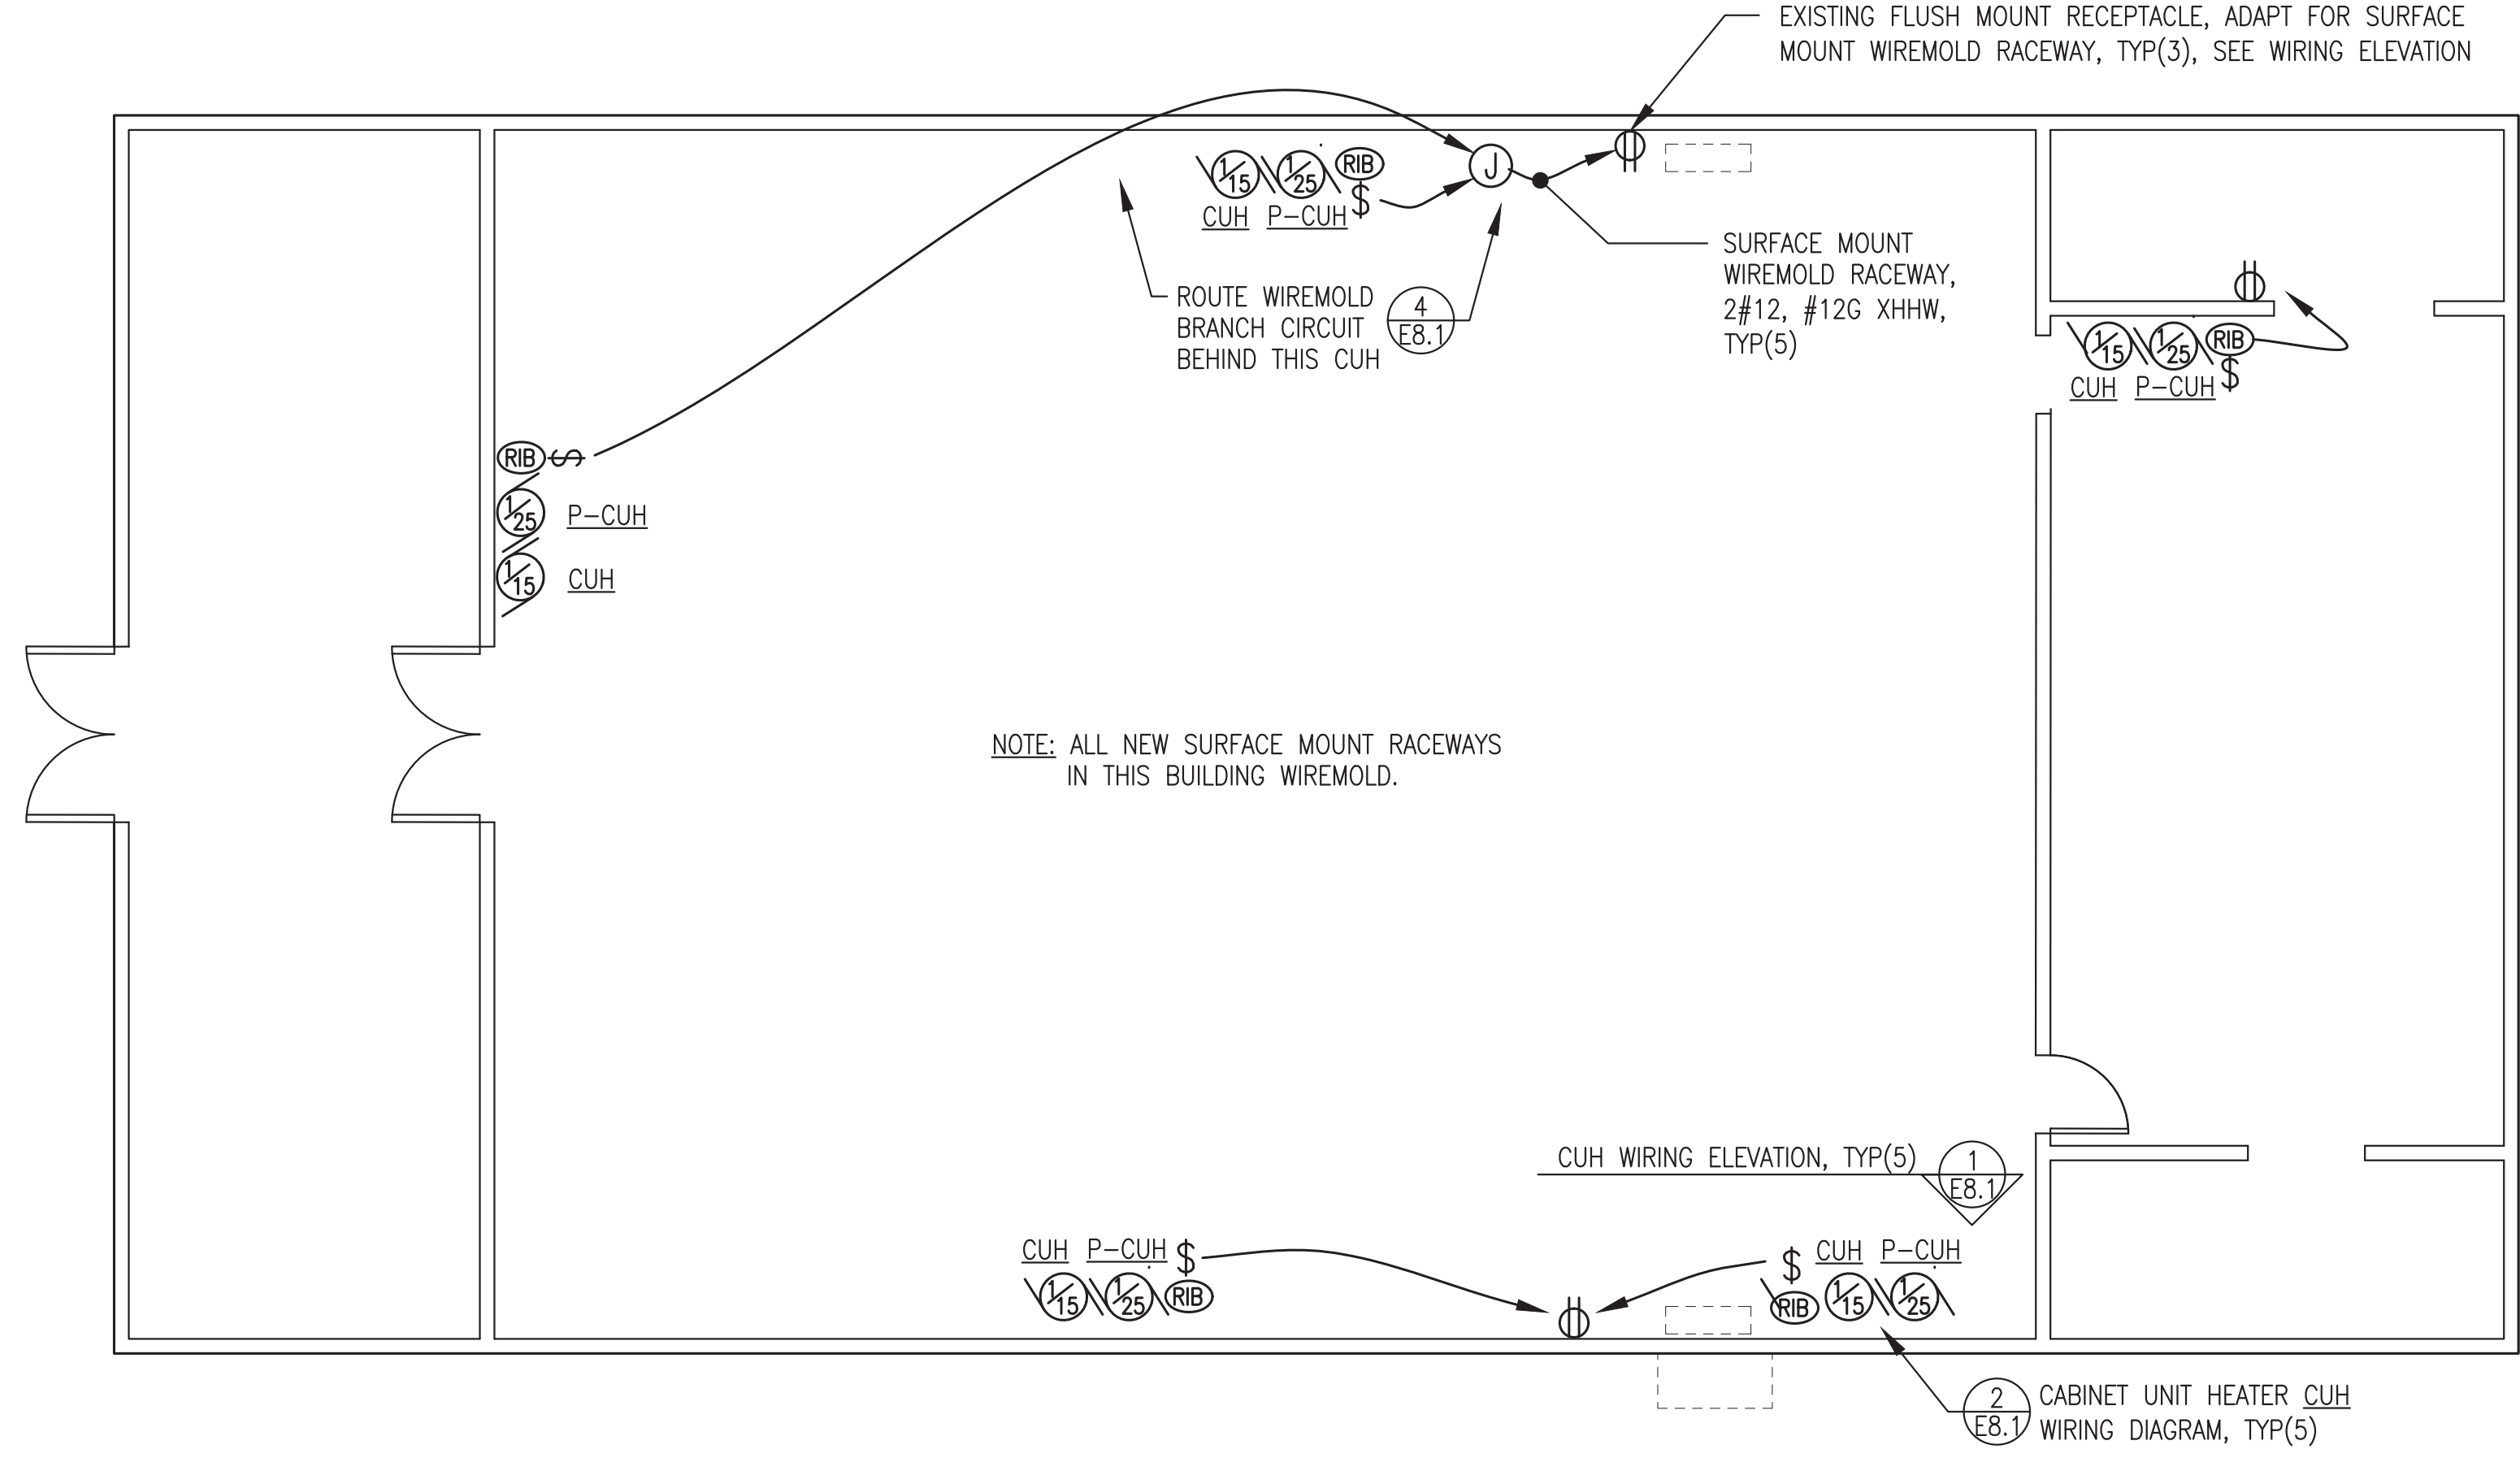 EXISTING FLUSH MOUNT RECEPTACLE, ADAPT FOR SURFACE
MOUNT WIREMOLD RACEWAY, TYP(3), SEE WIRING ELEVATION
1/15 1/25 RIB
CUH P-CUH $
J
SURFACE MOUNT
WIREMOLD RACEWAY,
2#12, #12G XHHW,
TYP(5)
ROUTE WIREMOLD
BRANCH CIRCUIT
BEHIND THIS CUH
4
E8.1
1/15 1/25 RIB
CUH P-CUH $
RIB $
1/25 P-CUH
1/15 CUH
NOTE: ALL NEW SURFACE MOUNT RACEWAYS
IN THIS BUILDING WIREMOLD.
CUH WIRING ELEVATION, TYP(5)
1
E8.1
CUH P-CUH $
1/15 1/25 RIB
$ CUH P-CUH
RIB 1/15 1/25
2
E8.1
CABINET UNIT HEATER CUH
WIRING DIAGRAM, TYP(5)